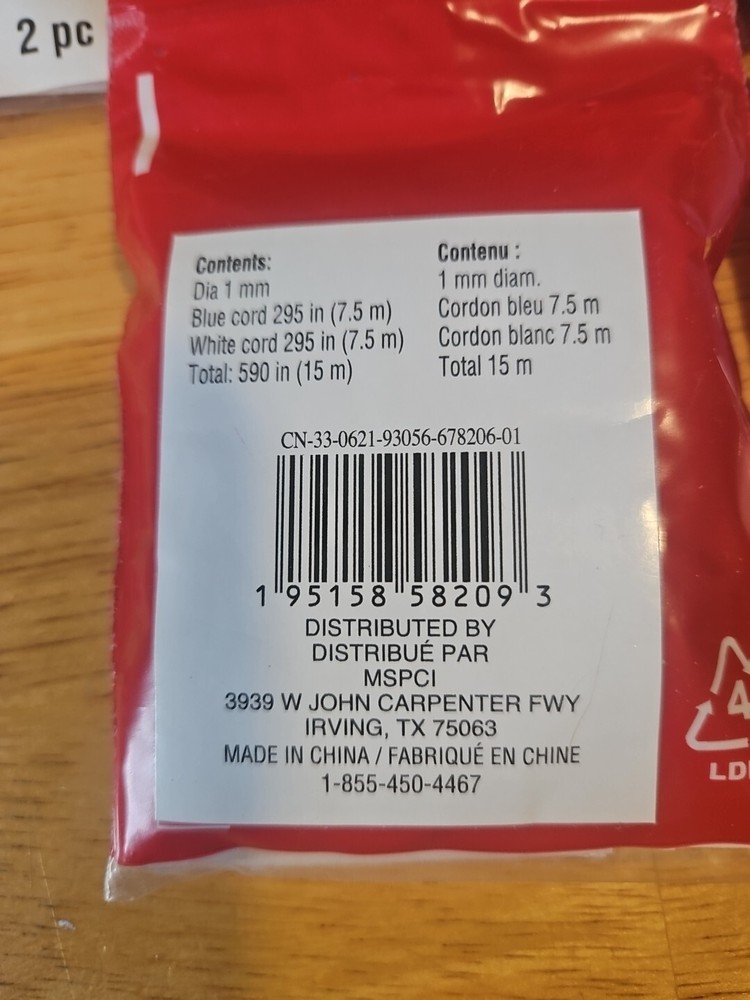 2 pc
Contents:
Dia 1 mm
Blue cord 295 in (7.5 m)
White cord 295 in (7.5 m)
Total: 590 in (15 m)
Contenu :
1 mm diam.
Cordon bleu 7.5 m
Cordon blanc 7.5 m
Total 15 m
CN-33-0621-93056-678206-01
1 95158 58209 3
DISTRIBUTED BY
DISTRIBUÉ PAR
MSPCI
3939 W JOHN CARPENTER FWY
IRVING, TX 75063
MADE IN CHINA / FABRIQUÉ EN CHINE
1-855-450-4467
4